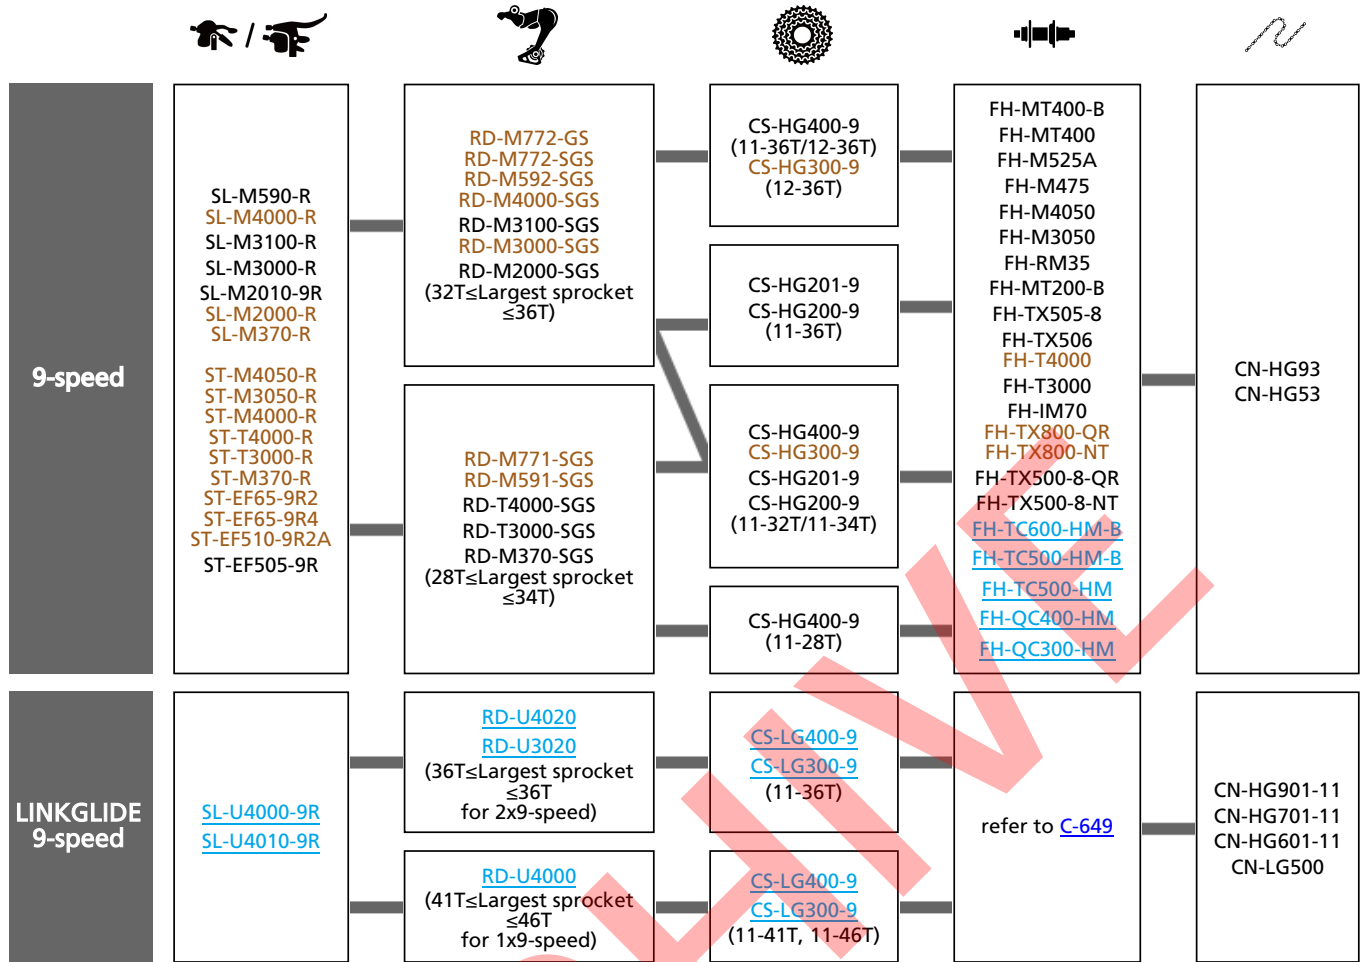 /
9-speed
SL-M590-R
SL-M4000-R
SL-M3100-R
SL-M3000-R
SL-M2010-9R
SL-M2000-R
SL-M370-R
ST-M4050-R
ST-M3050-R
ST-M4000-R
ST-T4000-R
ST-T3000-R
ST-M370-R
ST-EF65-9R2
ST-EF65-9R4
ST-EF510-9R2A
ST-EF505-9R
RD-M772-GS
RD-M772-SGS
RD-M592-SGS
RD-M4000-SGS
RD-M3100-SGS
RD-M3000-SGS
RD-M2000-SGS
(32T≤Largest sprocket
≤36T)
RD-M771-SGS
RD-M591-SGS
RD-T4000-SGS
RD-T3000-SGS
RD-M370-SGS
(28T≤Largest sprocket
≤34T)
CS-HG400-9
(11-36T/12-36T)
CS-HG300-9
(12-36T)
CS-HG201-9
CS-HG200-9
(11-36T)
CS-HG400-9
CS-HG300-9
CS-HG201-9
CS-HG200-9
(11-32T/11-34T)
CS-HG400-9
(11-28T)
FH-MT400-B
FH-MT400
FH-M525A
FH-M475
FH-M4050
FH-M3050
FH-RM35
FH-MT200-B
FH-TX505-8
FH-TX506
FH-T4000
FH-T3000
FH-IM70
FH-TX800-QR
FH-TX800-NT
FH-TX500-8-QR
FH-TX500-8-NT
FH-TC600-HM-B
FH-TC500-HM-B
FH-TC500-HM
FH-QC400-HM
FH-QC300-HM
CN-HG93
CN-HG53
LINKGLIDE
9-speed
SL-U4000-9R
SL-U4010-9R
RD-U4020
RD-U3020
(36T≤Largest sprocket
≤36T
for 2x9-speed)
RD-U4000
(41T≤Largest sprocket
≤46T
for 1x9-speed)
CS-LG400-9
CS-LG300-9
(11-36T)
CS-LG400-9
CS-LG300-9
(11-41T, 11-46T)
refer to C-649
CN-HG901-11
CN-HG701-11
CN-HG601-11
CN-LG500
HIVE